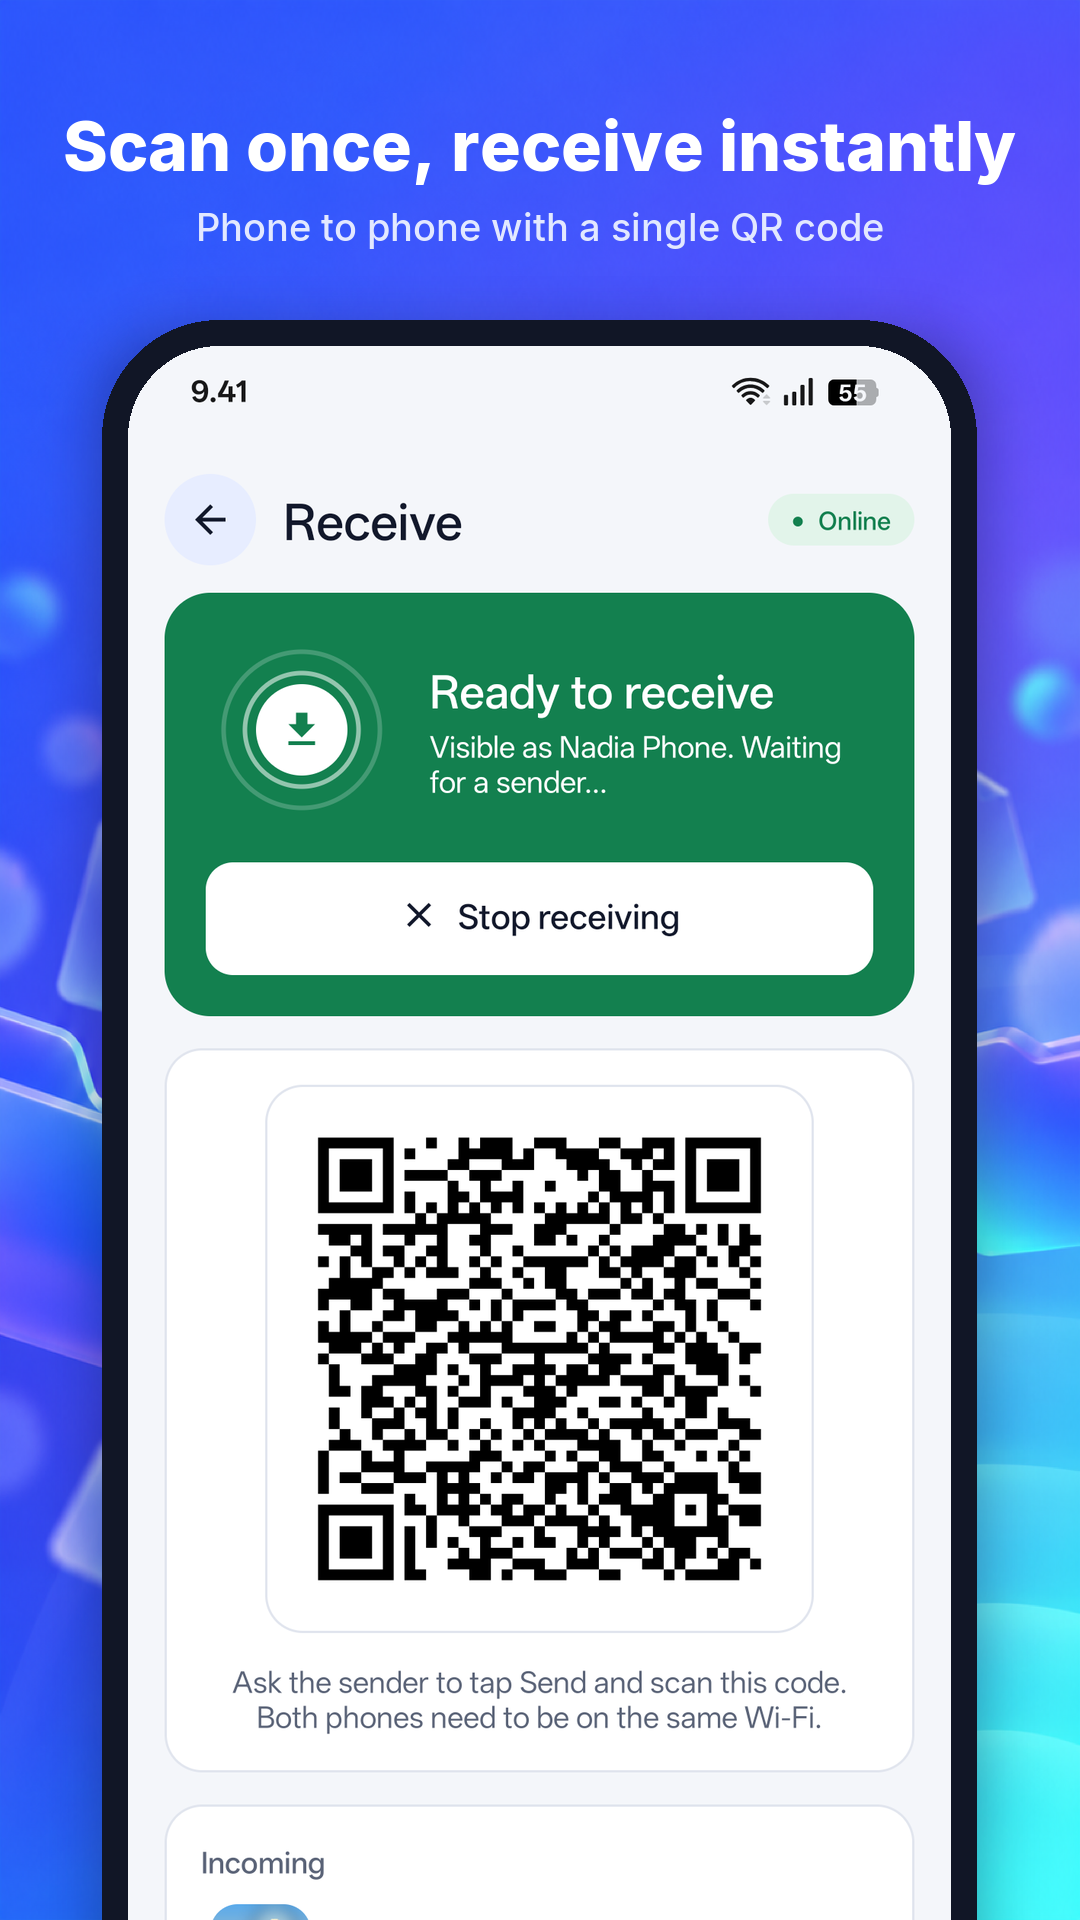 Scan once, receive instantly
Phone to phone with a single QR code
9.41
55
Receive
Online
Ready to receive
Visible as Nadia Phone. Waiting
for a sender...
Stop receiving
Ask the sender to tap Send and scan this code.
Both phones need to be on the same Wi-Fi.
Incoming